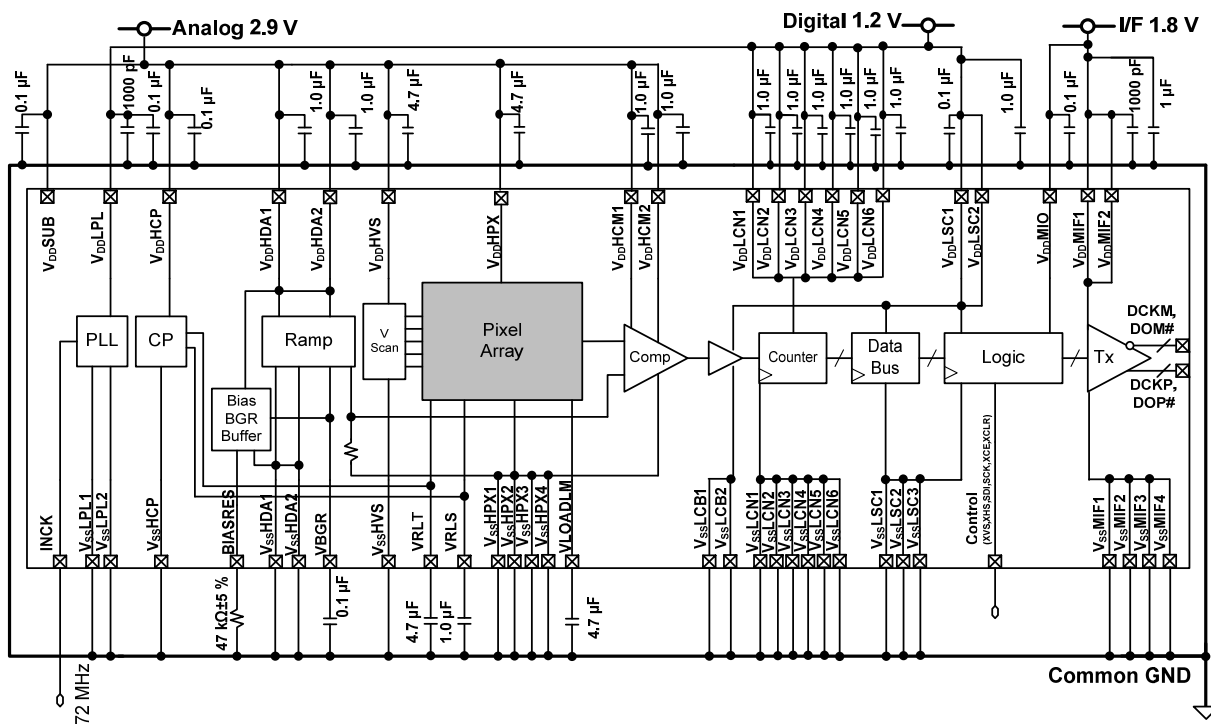 Analog 2.9 V
Digital 1.2 V
I/F 1.8 V
0.1 µF
1000 pF
0.1 µF
0.1 µF
1.0 µF
1.0 µF
4.7 µF
4.7 µF
1.0 µF
1.0 µF
1.0 µF
1.0 µF
1.0 µF
1.0 µF
1.0 µF
1.0 µF
0.1 µF
1.0 µF
0.1 µF
1000 pF
1 µF
VDDSUB
VDDLPL
VDDHCP
VDDHDA1
VDDHDA2
VDDHVS
VDDHPX
VDDHCM1
VDDHCM2
VDDLCN1
VDDLCN2
VDDLCN3
VDDLCN4
VDDLCN5
VDDLCN6
VDDLSC1
VDDLSC2
VDDMIO
VDDMIF1
VDDMIF2
PLL
CP
Ramp
V
Scan
Pixel
Array
Comp
Counter
Data
Bus
Logic
Tx
DCKM,
DOM#
DCKP,
DOP#
Bias
BGR
Buffer
INCK
VSSLPL1
VSSLPL2
VSSHCP
BIASRES
VSSHDA1
VSSHDA2
VBGR
VSSHVS
VRLT
VRLS
VSSHPX1
VSSHPX2
VSSHPX3
VSSHPX4
VLOADLM
VSSLCB1
VSSLCB2
VSSLCN1
VSSLCN2
VSSLCN3
VSSLCN4
VSSLCN5
VSSLCN6
VSSLSC1
VSSLSC2
VSSLSC3
Control
(XVS,XHS,SDI,SCK,XCE,XCLR)
VSSMIF1
VSSMIF2
VSSMIF3
VSSMIF4
47 kΩ±5 %
0.1 µF
4.7 µF
1.0 µF
4.7 µF
72 MHz
Common GND